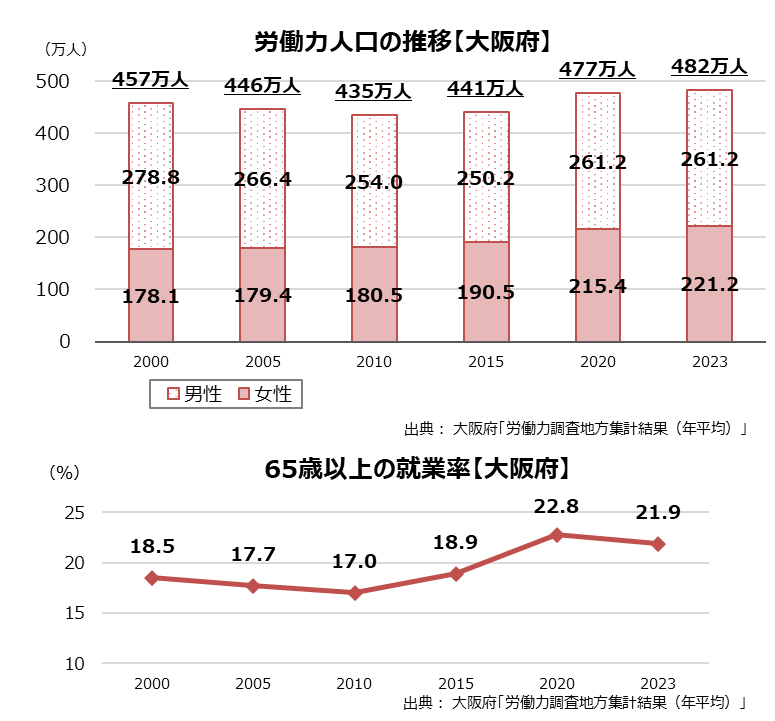 労働力人口の推移【大阪府】
（万人）
457万人 446万人 435万人 441万人 477万人 482万人
500
400
300
200
100
0
278.8 266.4 254.0 250.2 261.2 261.2
178.1 179.4 180.5 190.5 215.4 221.2
2000 2005 2010 2015 2020 2023
男性 女性
出典： 大阪府「労働力調査地方集計結果（年平均）」
65歳以上の就業率【大阪府】
（%）
25
20
15
10
18.5 17.7 17.0 18.9 22.8 21.9
2000 2005 2010 2015 2020 2023
出典： 大阪府「労働力調査地方集計結果（年平均）」